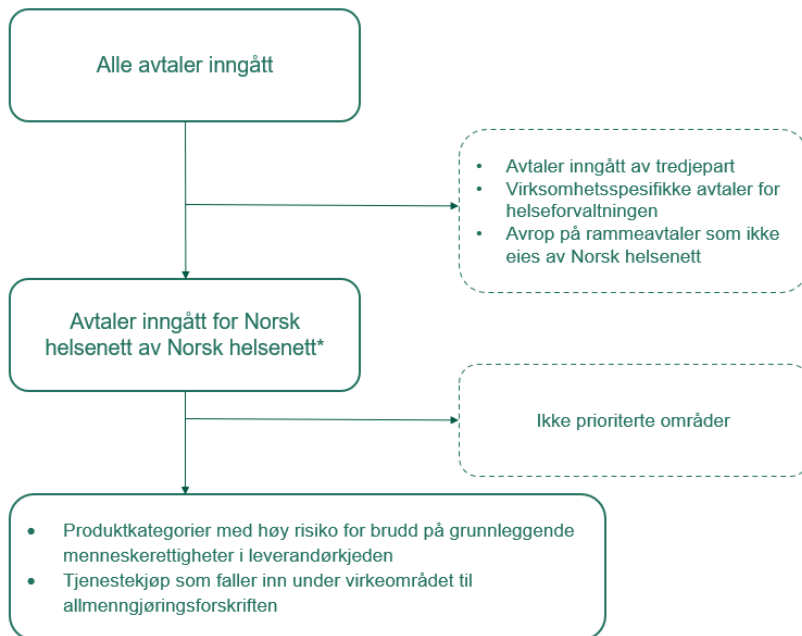 Alle avtaler inngått
• Avtaler inngått av tredjepart
• Virksomhetsspesifikke avtaler for
helseforvaltningen
• Avrop på rammeavtaler som ikke
eies av Norsk helsenett
Avtaler inngått for Norsk
helsenett av Norsk helsenett*
Ikke prioriterte områder
• Produktkategorier med høy risiko for brudd på grunnleggende
menneskerettigheter i leverandørkjeden
• Tjenestekjøp som faller inn under virkeområdet til
allmenngjøringsforskriften